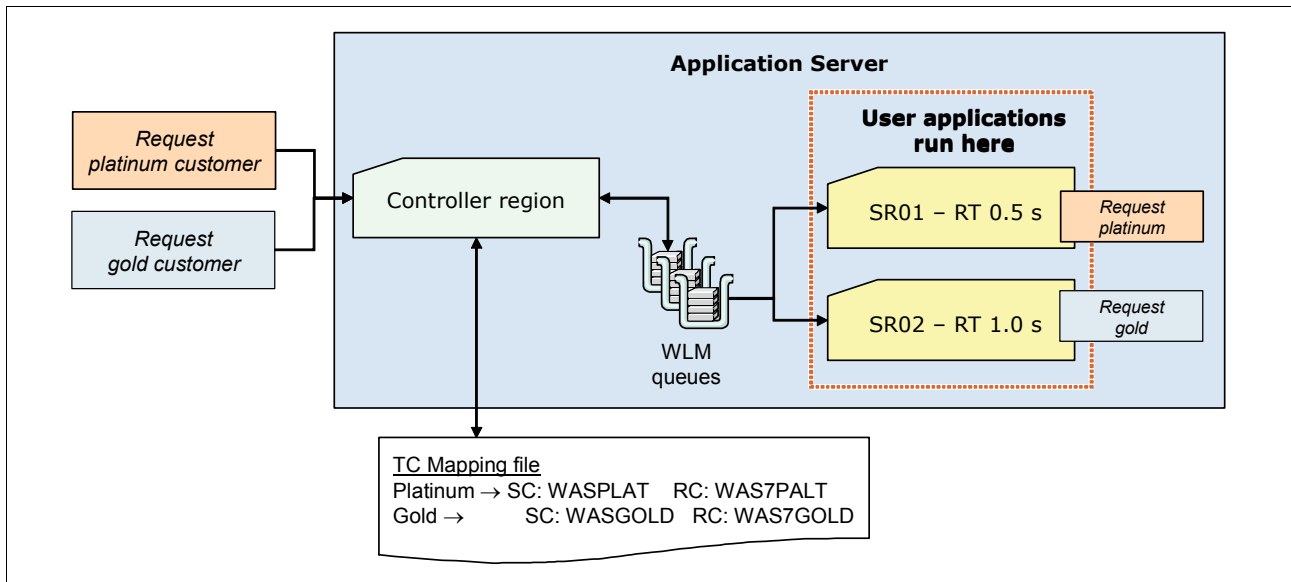 Application Server
Request
platinum customer
Request
gold customer
Controller region
WLM
queues
User applications
run here
SR01 – RT 0.5 s
Request
platinum
SR02 – RT 1.0 s
Request
gold
TC Mapping file
Platinum → SC: WASPLAT RC: WAS7PALT
Gold → SC: WASGOLD RC: WAS7GOLD